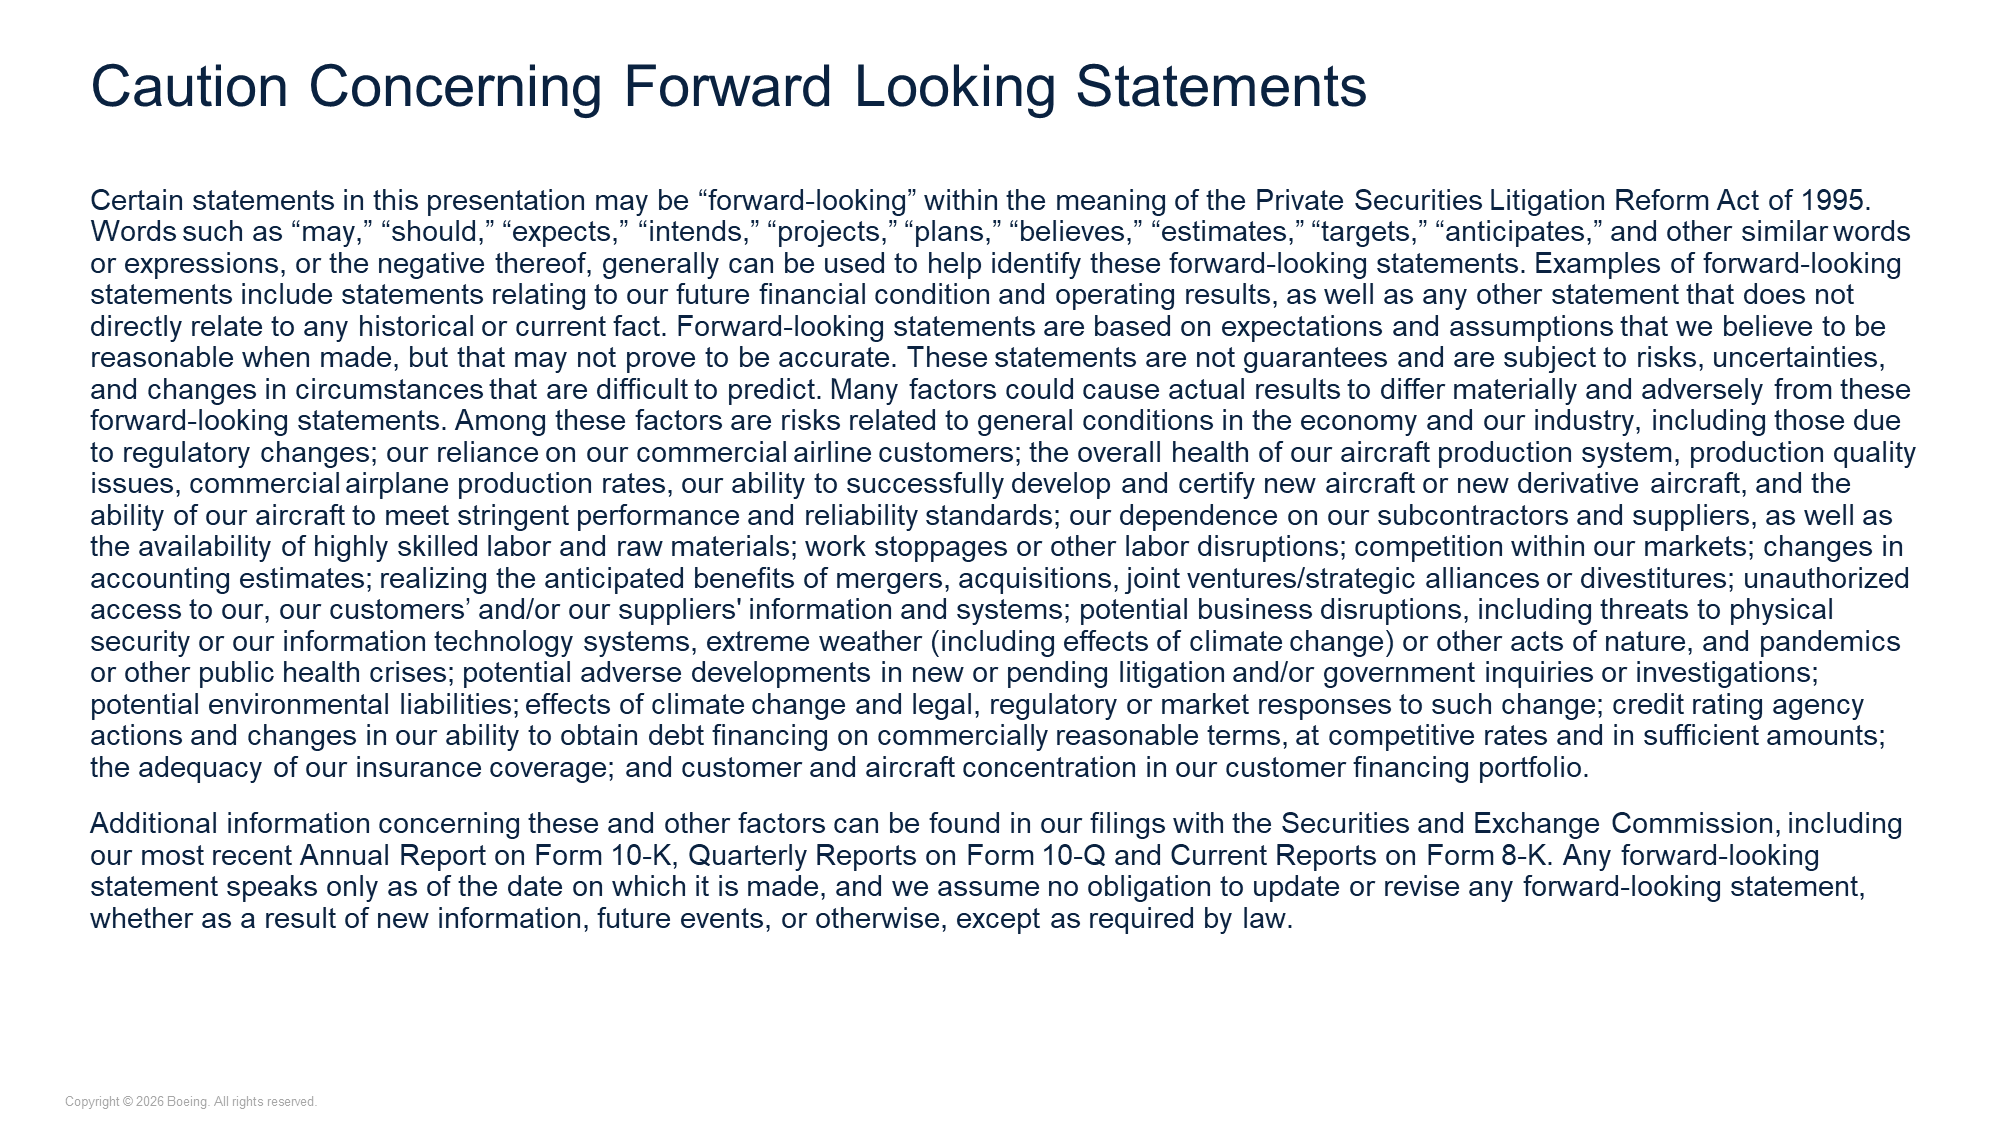 Caution Concerning Forward Looking Statements
Certain statements in this presentation may be “forward-looking” within the meaning of the Private Securities Litigation Reform Act of 1995.
Words such as “may,” “should,” “expects,” “intends,” “projects,” “plans,” “believes,” “estimates,” “targets,” “anticipates,” and other similar words
or expressions, or the negative thereof, generally can be used to help identify these forward-looking statements. Examples of forward-looking
statements include statements relating to our future financial condition and operating results, as well as any other statement that does not
directly relate to any historical or current fact. Forward-looking statements are based on expectations and assumptions that we believe to be
reasonable when made, but that may not prove to be accurate. These statements are not guarantees and are subject to risks, uncertainties,
and changes in circumstances that are difficult to predict. Many factors could cause actual results to differ materially and adversely from these
forward-looking statements. Among these factors are risks related to general conditions in the economy and our industry, including those due
to regulatory changes; our reliance on our commercial airline customers; the overall health of our aircraft production system, production quality
issues, commercial airplane production rates, our ability to successfully develop and certify new aircraft or new derivative aircraft, and the
ability of our aircraft to meet stringent performance and reliability standards; our dependence on our subcontractors and suppliers, as well as
the availability of highly skilled labor and raw materials; work stoppages or other labor disruptions; competition within our markets; changes in
accounting estimates; realizing the anticipated benefits of mergers, acquisitions, joint ventures/strategic alliances or divestitures; unauthorized
access to our, our customers’ and/or our suppliers' information and systems; potential business disruptions, including threats to physical
security or our information technology systems, extreme weather (including effects of climate change) or other acts of nature, and pandemics
or other public health crises; potential adverse developments in new or pending litigation and/or government inquiries or investigations;
potential environmental liabilities; effects of climate change and legal, regulatory or market responses to such change; credit rating agency
actions and changes in our ability to obtain debt financing on commercially reasonable terms, at competitive rates and in sufficient amounts;
the adequacy of our insurance coverage; and customer and aircraft concentration in our customer financing portfolio.
Additional information concerning these and other factors can be found in our filings with the Securities and Exchange Commission, including
our most recent Annual Report on Form 10-K, Quarterly Reports on Form 10-Q and Current Reports on Form 8-K. Any forward-looking
statement speaks only as of the date on which it is made, and we assume no obligation to update or revise any forward-looking statement,
whether as a result of new information, future events, or otherwise, except as required by law.
Copyright © 2026 Boeing. All rights reserved.